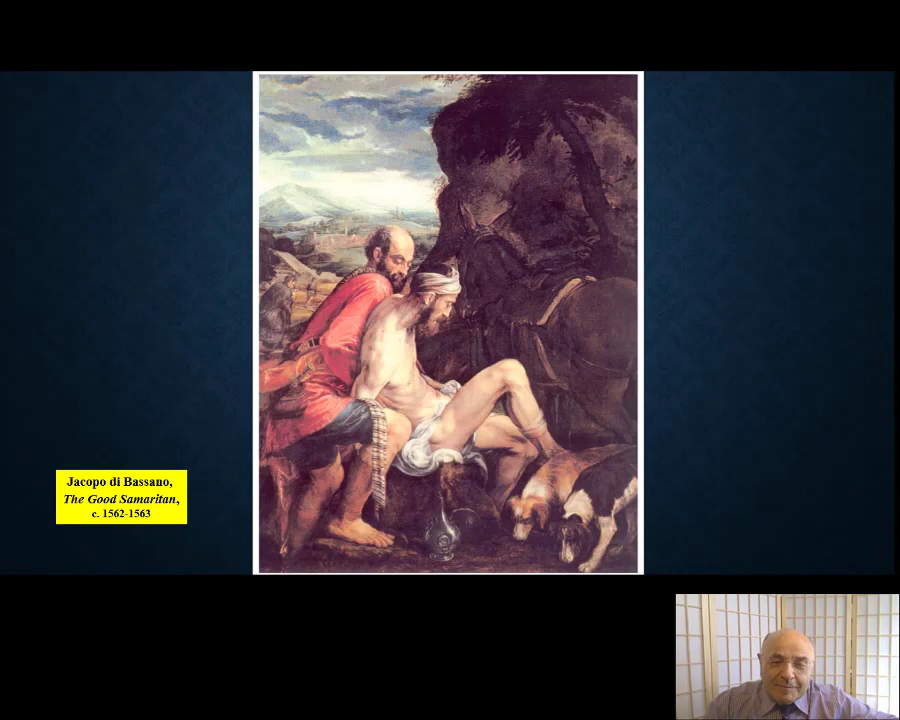 Jacopo di Bassano,
The Good Samaritan,
c. 1562-1563